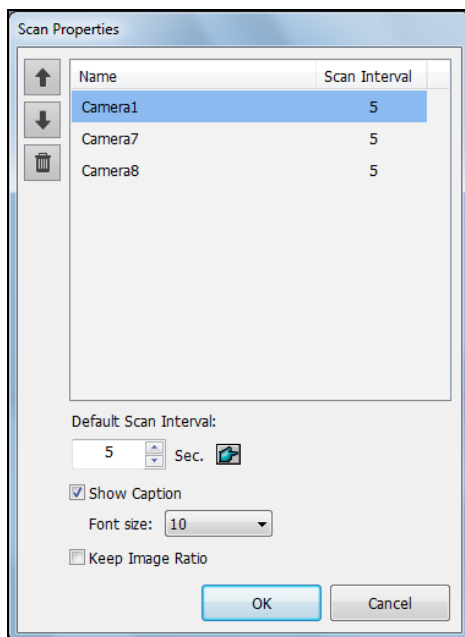 Scan Properties
Name Scan Interval
Camera1 5
Camera7 5
Camera8 5
Default Scan Interval:
5 Sec.
Show Caption
Font size: 10
Keep Image Ratio
OK Cancel